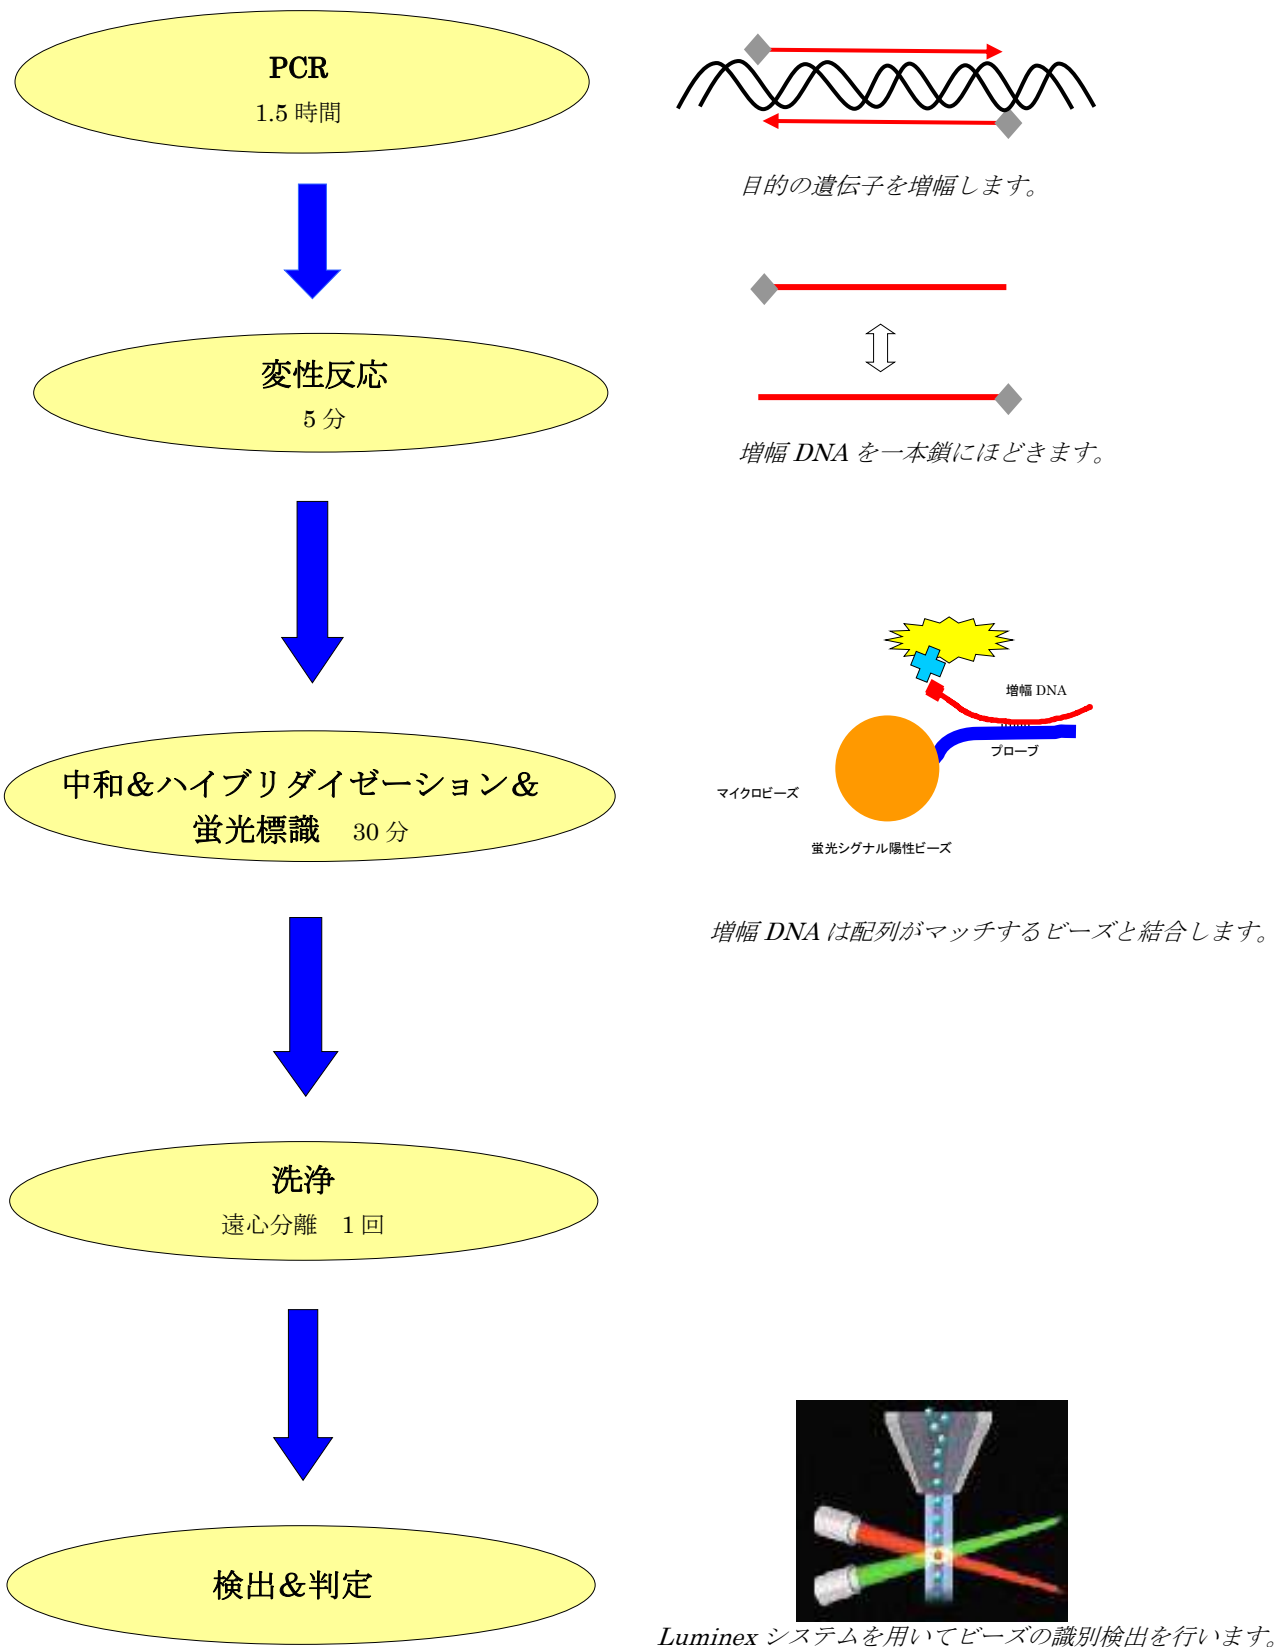 PCR
1.5 時間
目的の遺伝子を増幅します。
変性反応
5 分
増幅 DNA を一本鎖にほどきます。
増幅 DNA
プローブ
マイクロビーズ
蛍光シグナル陽性ビーズ
中和＆ハイブリダイゼーション＆
蛍光標識 30 分
増幅 DNA は配列がマッチするビーズと結合します。
洗浄
遠心分離 1 回
検出＆判定
Luminex システムを用いてビーズの識別検出を行います。